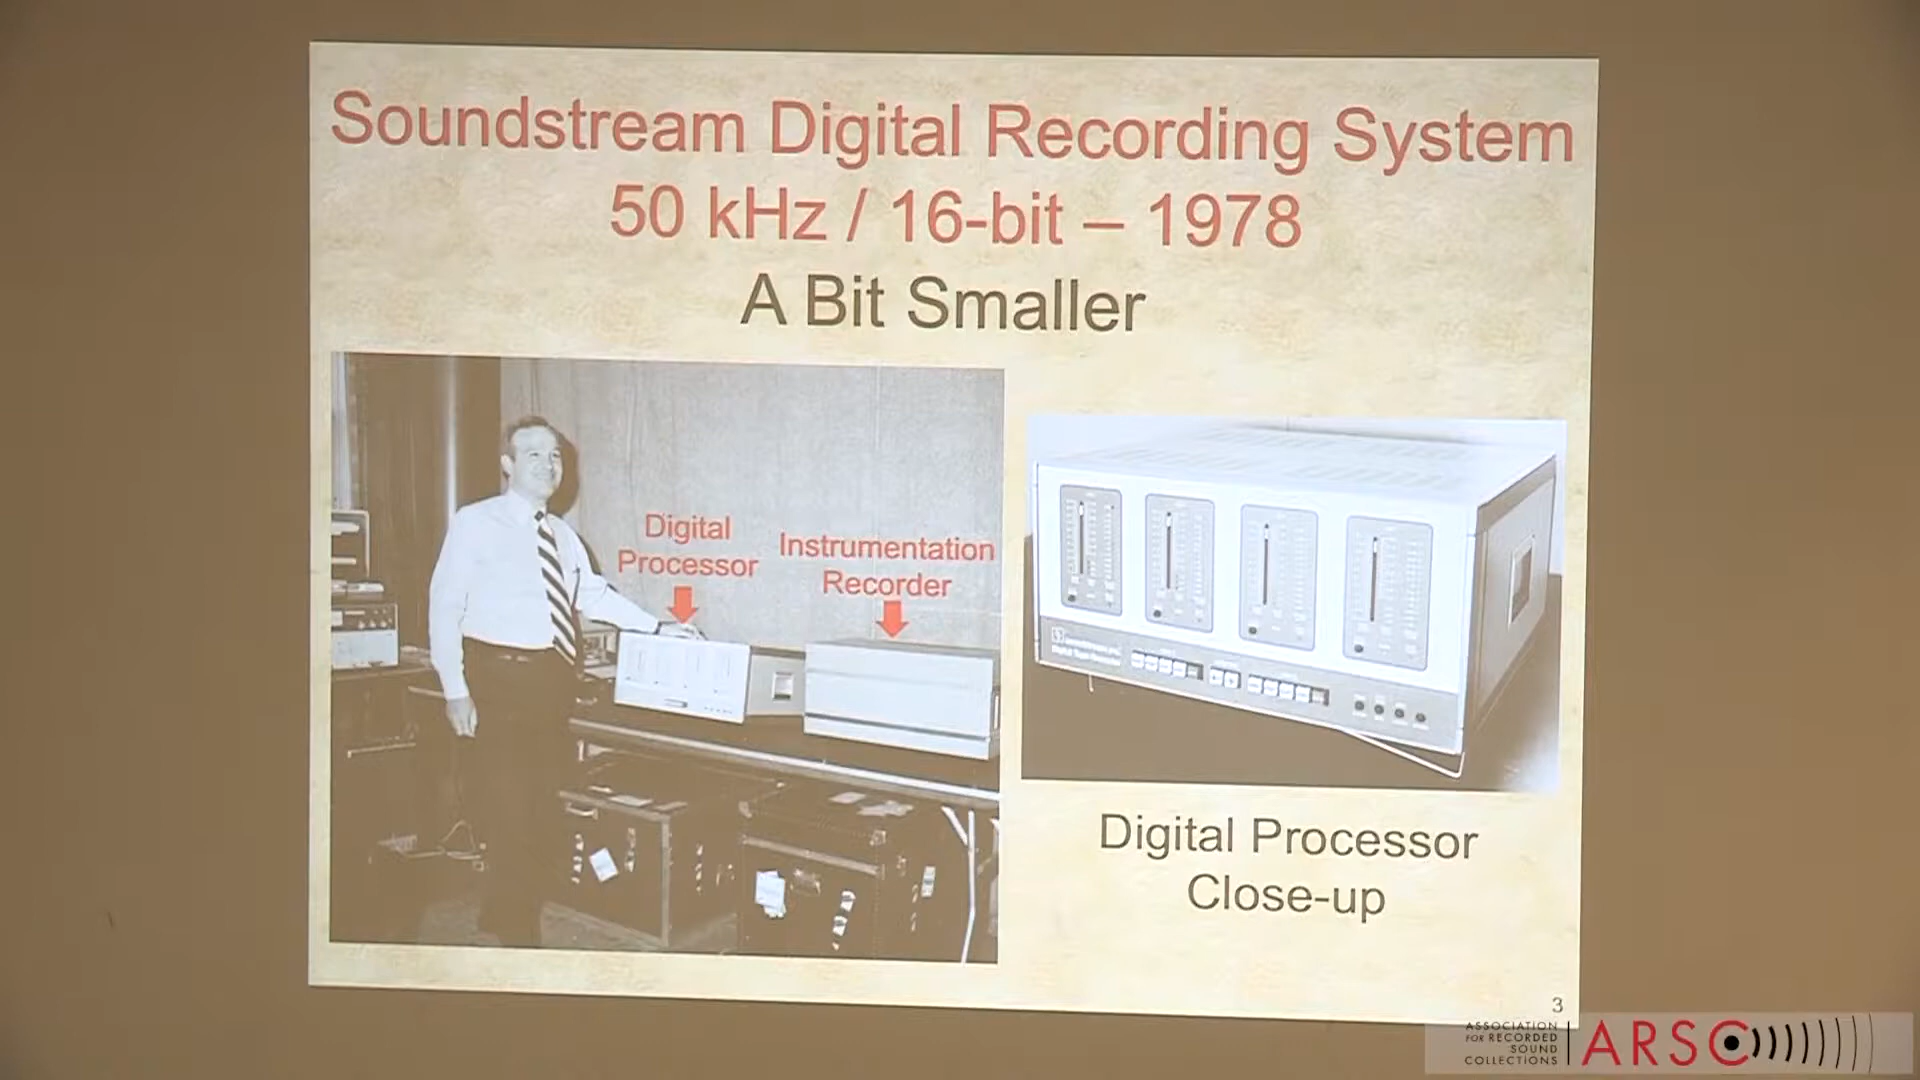 Soundstream Digital Recording System
50 kHz / 16-bit – 1978
A Bit Smaller
Digital
Processor
Instrumentation
Recorder
Digital Processor
Close-up
3
ASSOCIATION
FOR RECORDED
SOUND
COLLECTIONS
ARSC